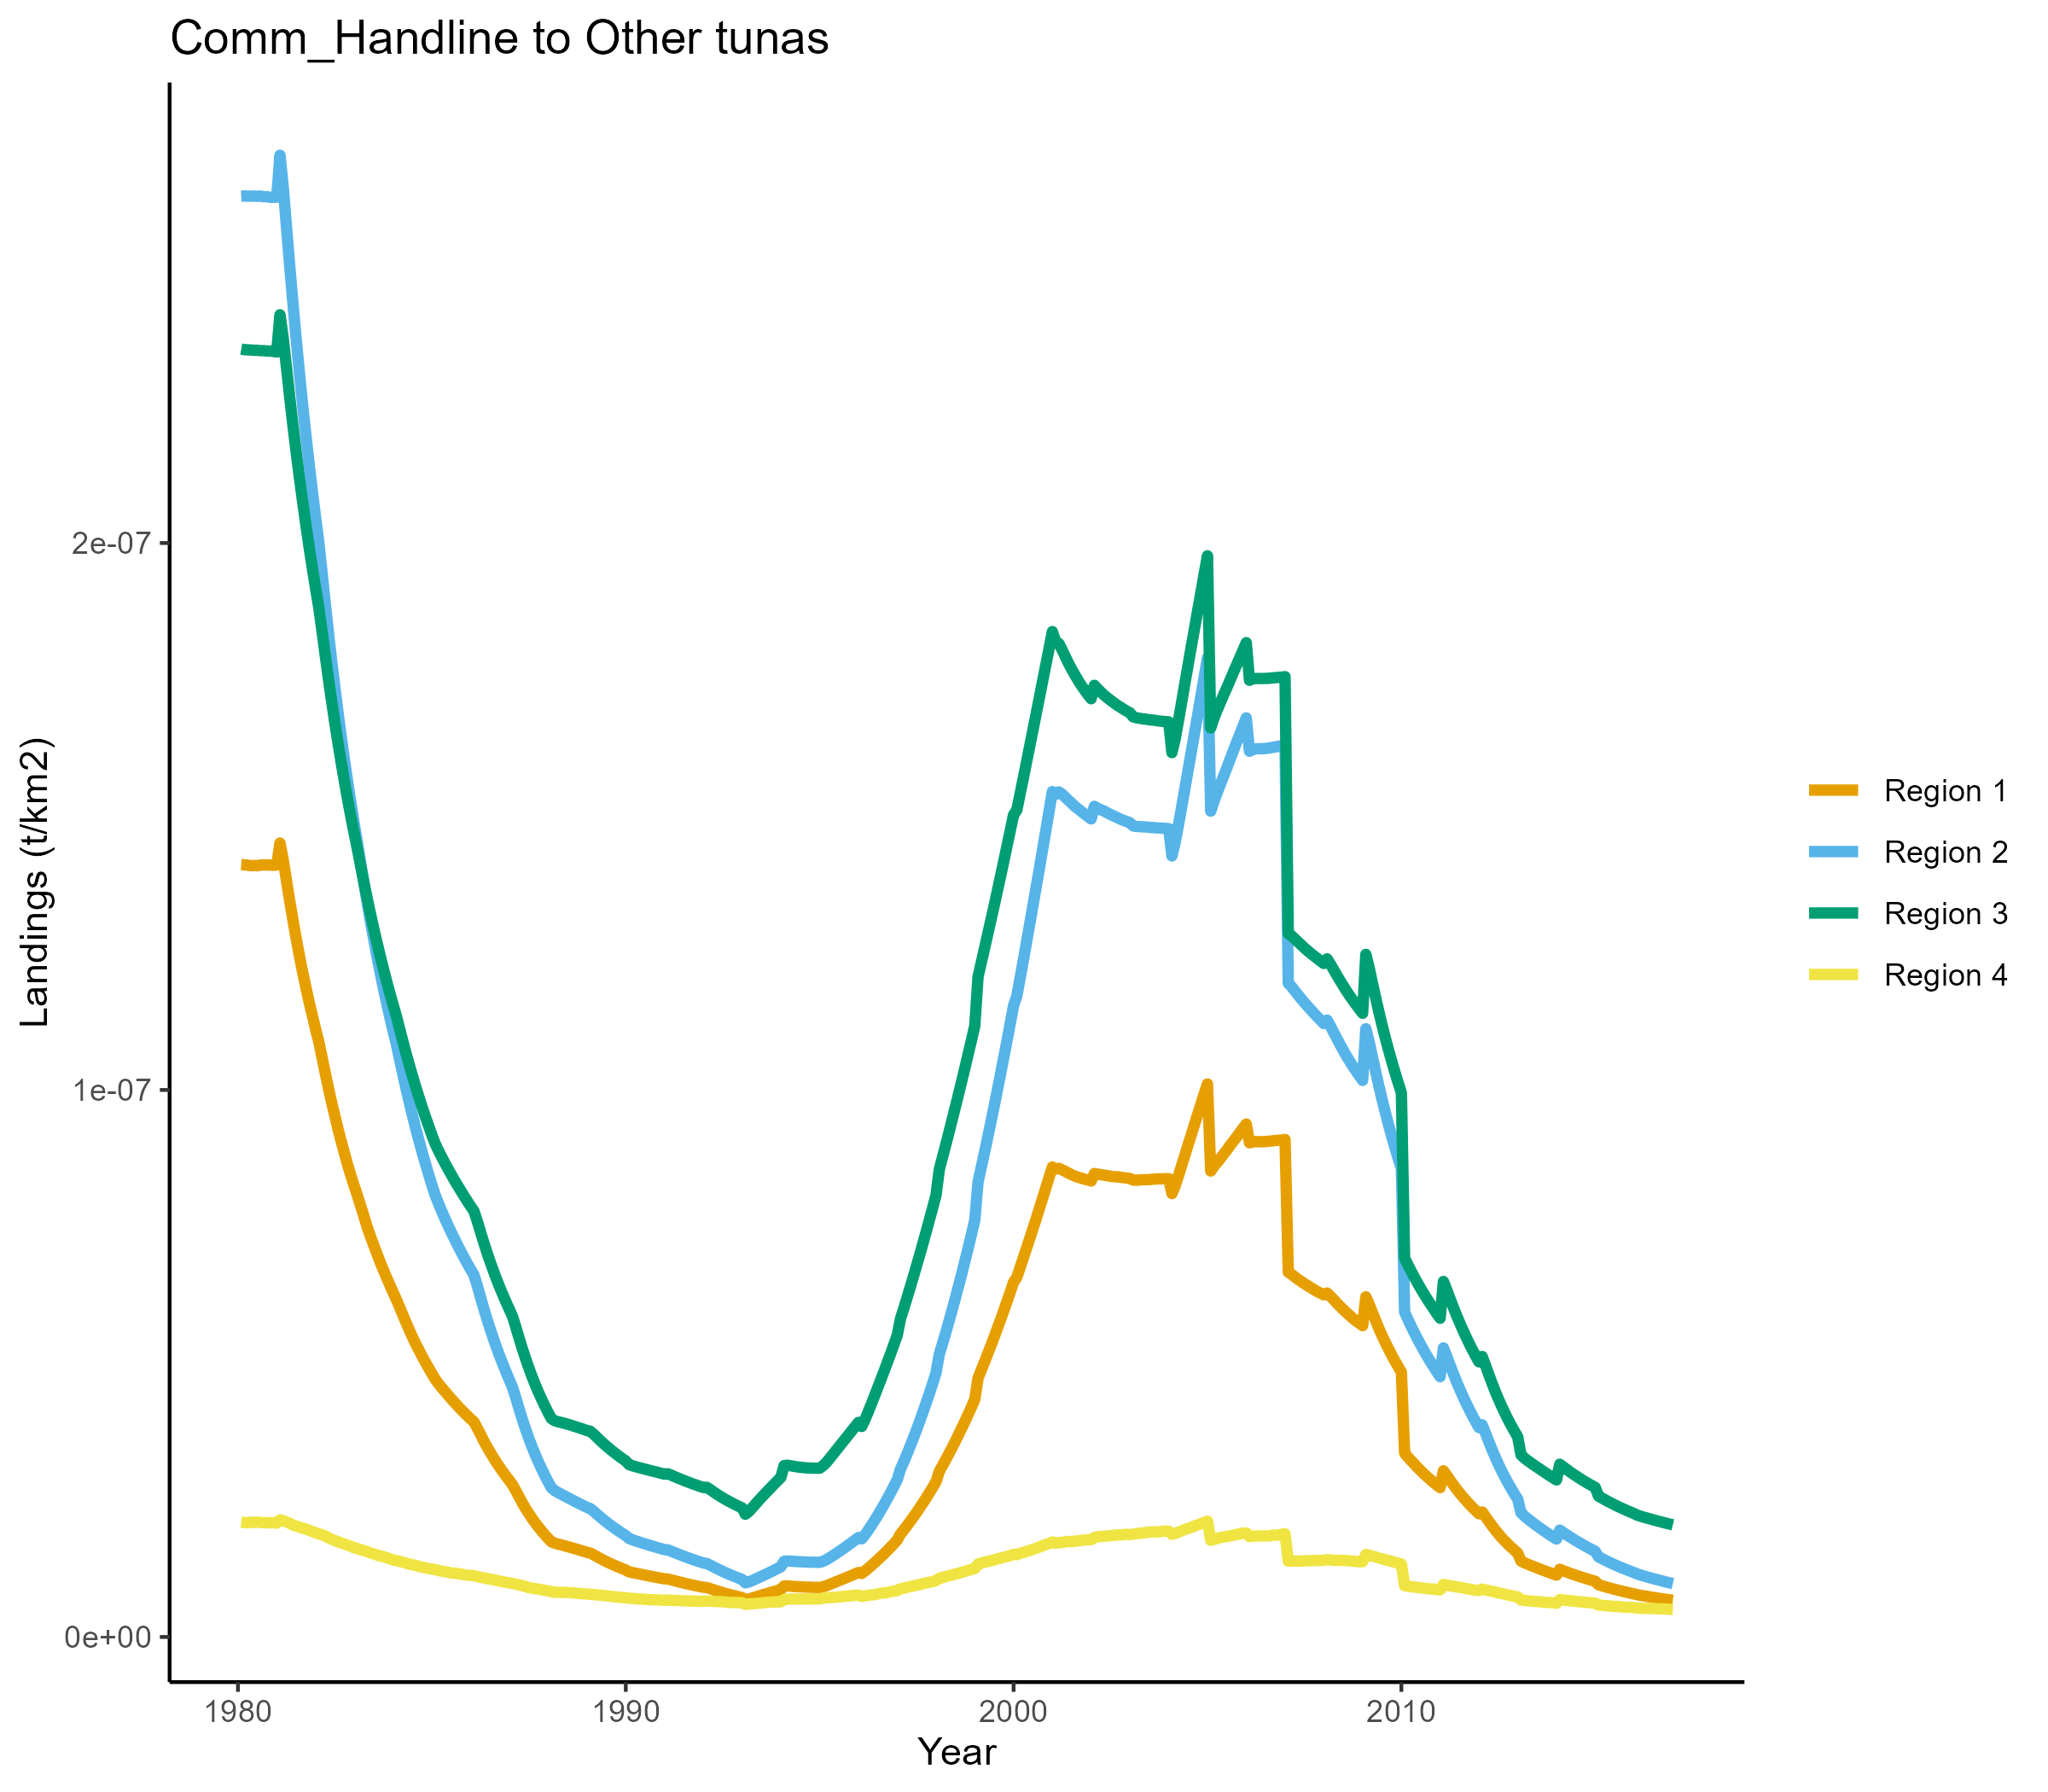 Comm_Handline to Other tunas
Landings (t/km2)
2e-07
1e-07
0e+00
1980
1990
2000
2010
Year
Region 1
Region 2
Region 3
Region 4